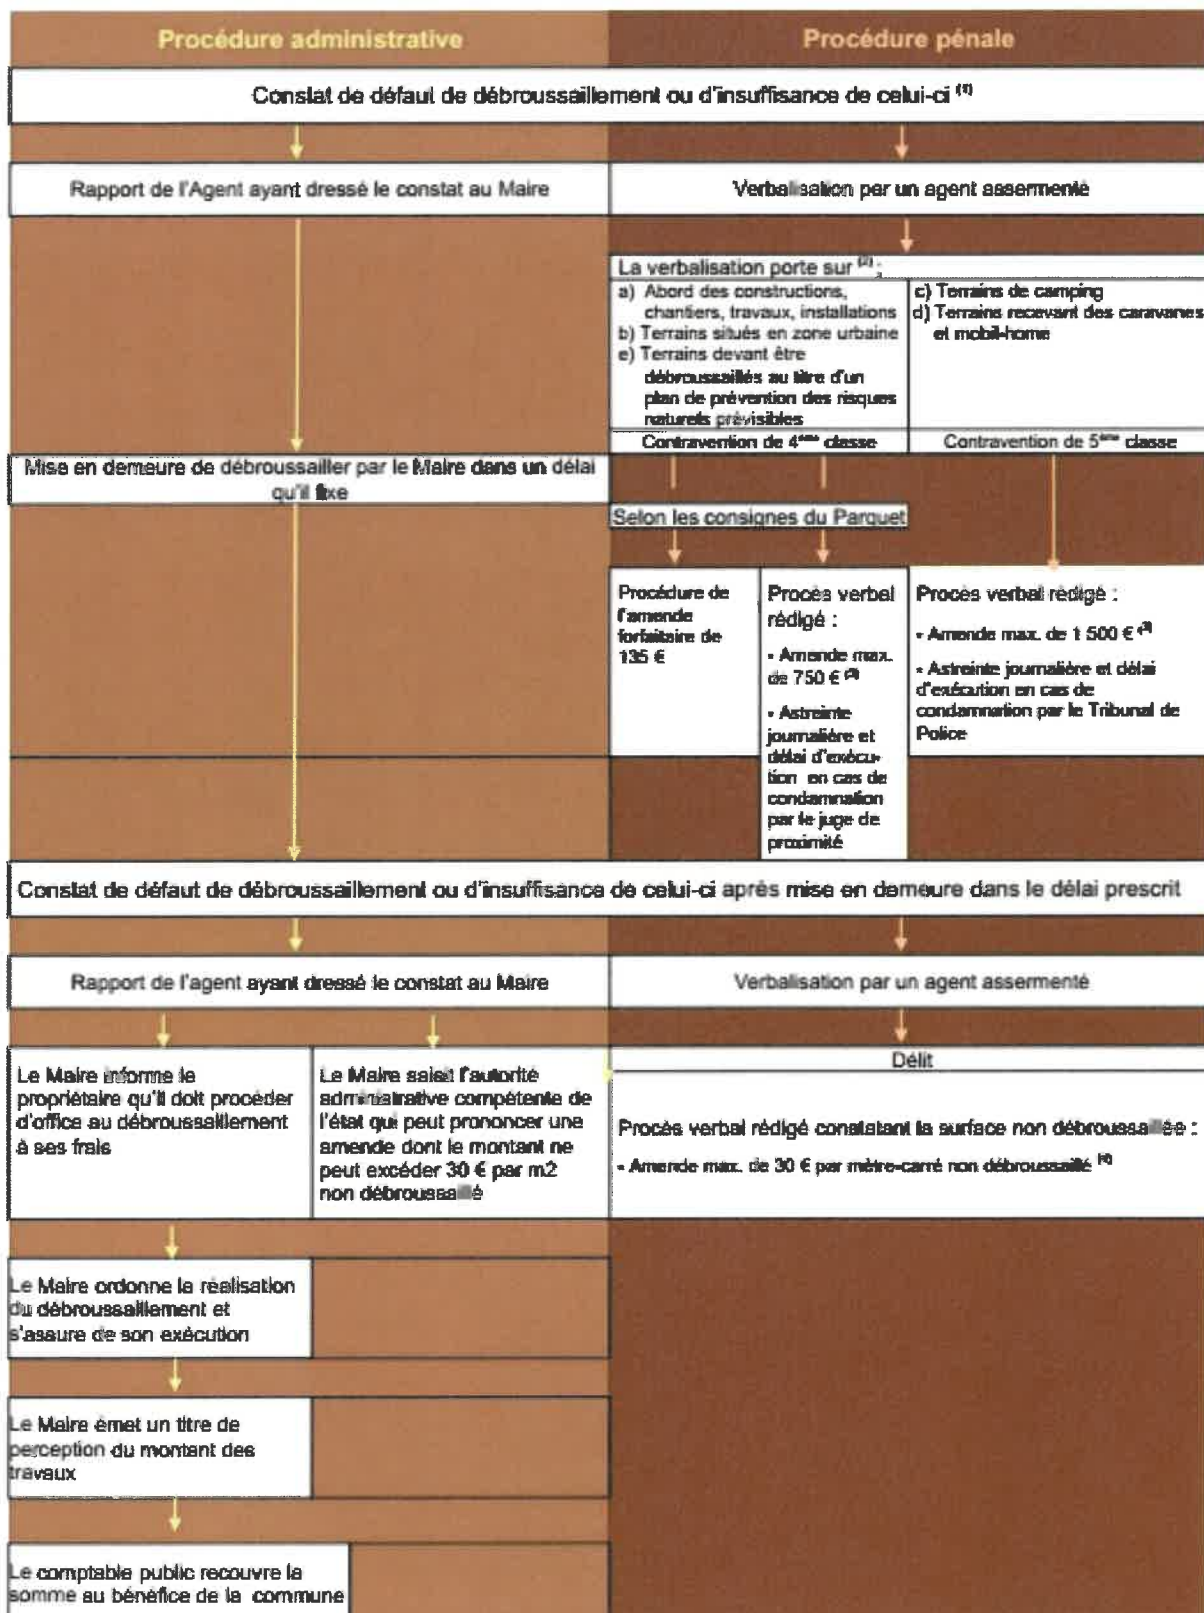 Procédure administrative
Procédure pénale
Constat de défaut de débroussaillement ou d'insuffisance de celui-ci (1)
Rapport de l'Agent ayant dressé le constat au Maire
Verbalisation par un agent assermenté
La verbalisation porte sur (2) :
a) Abord des constructions,
chantiers, travaux, installations
b) Terrains situés en zone urbaine
e) Terrains devant être
débroussaillés au titre d'un
plan de prévention des risques
naturels prévisibles
c) Terrains de camping
d) Terrains recevant des caravanes
et mobil-home
Contravention de 4ème classe
Contravention de 5ème classe
Mise en demeure de débroussailler par le Maire dans un délai
qu'il fixe
Selon les consignes du Parquet
Procédure de
l'amende
forfaitaire de
135 €
Procès verbal
rédigé :
- Amende max.
de 750 € (3)
- Astreinte
journalière et
délai d'exécu-
tion en cas de
condamnation
par le juge de
proximité
Procès verbal rédigé :
- Amende max. de 1 500 € (3)
- Astreinte journalière et délai
d'exécution en cas de
condamnation par le Tribunal de
Police
Constat de défaut de débroussaillement ou d'insuffisance de celui-ci après mise en demeure dans le délai prescrit
Rapport de l'agent ayant dressé le constat au Maire
Verbalisation par un agent assermenté
Le Maire informe le
propriétaire qu'il doit procéder
d'office au débroussaillement
à ses frais
Le Maire saisit l'autorité
administrative compétente de
l'état qui peut prononcer une
amende dont le montant ne
peut excéder 30 € par m2
non débroussaillé
Délit
Procès verbal rédigé constatant la surface non débroussaillée :
- Amende max. de 30 € par mètre-carré non débroussaillé (4)
Le Maire ordonne la réalisation
du débroussaillement et
s'assure de son exécution
Le Maire émet un titre de
perception du montant des
travaux
Le comptable public recouvre la
somme au bénéfice de la commune